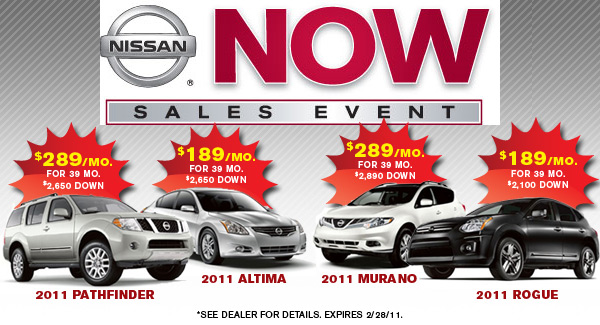 NISSAN
®
NOW
SALES EVENT
$289/MO.
FOR 39 MO.
$2,650 DOWN
2011 PATHFINDER
$189/MO.
FOR 39 MO.
$2,650 DOWN
2011 ALTIMA
$289/MO.
FOR 39 MO.
$2,890 DOWN
2011 MURANO
$189/MO.
FOR 39 MO.
$2,100 DOWN
2011 ROGUE
*SEE DEALER FOR DETAILS. EXPIRES 2/28/11.